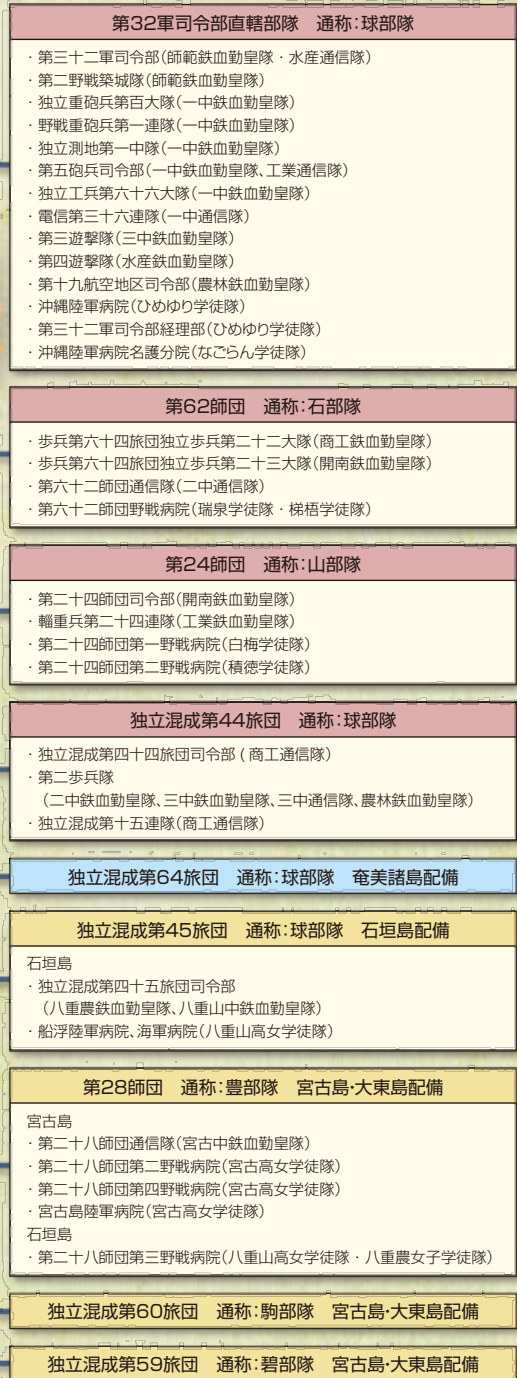 第32軍司令部直轄部隊　通称:球部隊
・第三十二軍司令部(師範鉄血勤皇隊・水産通信隊)
・第二野戦築城隊(師範鉄血勤皇隊)
・独立重砲兵第百大隊(一中鉄血勤皇隊)
・野戦重砲兵第一連隊(一中鉄血勤皇隊)
・独立測地第一中隊(一中鉄血勤皇隊)
・第五砲兵司令部(一中鉄血勤皇隊、工業通信隊)
・独立工兵第六十六大隊(一中鉄血勤皇隊)
・電信第三十六連隊(一中通信隊)
・第三遊撃隊(三中鉄血勤皇隊)
・第四遊撃隊(水産鉄血勤皇隊)
・第十九航空地区司令部(農林鉄血勤皇隊)
・沖縄陸軍病院(ひめゆり学徒隊)
・第三十二軍司令部経理部(ひめゆり学徒隊)
・沖縄陸軍病院名護分院(なごらん学徒隊)
第62師団　通称:石部隊
・歩兵第六十四旅団独立歩兵第二十二大隊(商工鉄血勤皇隊)
・歩兵第六十四旅団独立歩兵第二十三大隊(開南鉄血勤皇隊)
・第六十二師団通信隊(二中通信隊)
・第六十二師団野戦病院(瑞泉学徒隊・梯梧学徒隊)
第24師団　通称:山部隊
・第二十四師団司令部(開南鉄血勤皇隊)
・輜重兵第二十四連隊(工業鉄血勤皇隊)
・第二十四師団第一野戦病院(白梅学徒隊)
・第二十四師団第二野戦病院(積徳学徒隊)
独立混成第44旅団　通称:球部隊
・独立混成第四十四旅団司令部 ( 商工通信隊)
・第二歩兵隊
(二中鉄血勤皇隊、三中鉄血勤皇隊、三中通信隊、農林鉄血勤皇隊)
・独立混成第十五連隊(商工通信隊)
独立混成第64旅団　通称:球部隊　奄美諸島配備
独立混成第45旅団　通称:球部隊　石垣島配備
石垣島
・独立混成第四十五旅団司令部
(八重農鉄血勤皇隊、八重山中鉄血勤皇隊)
・船浮陸軍病院、海軍病院(八重山高女学徒隊)
第28師団　通称:豊部隊　宮古島・大東島配備
宮古島
・第二十八師団通信隊(宮古中鉄血勤皇隊)
・第二十八師団第二野戦病院(宮古高女学徒隊)
・第二十八師団第四野戦病院(宮古高女学徒隊)
・宮古島陸軍病院(宮古高女学徒隊)
石垣島
・第二十八師団第三野戦病院(八重山高女学徒隊・八重農女子学徒隊)
独立混成第60旅団　通称:駒部隊　宮古島・大東島配備
独立混成第59旅団　通称:碧部隊　宮古島・大東島配備